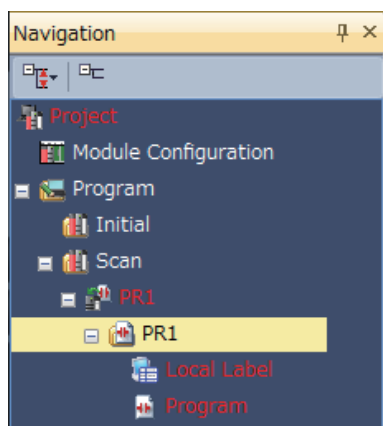 Navigation
Project
Module Configuration
Program
Initial
Scan
PR1
PR1
Local Label
Program